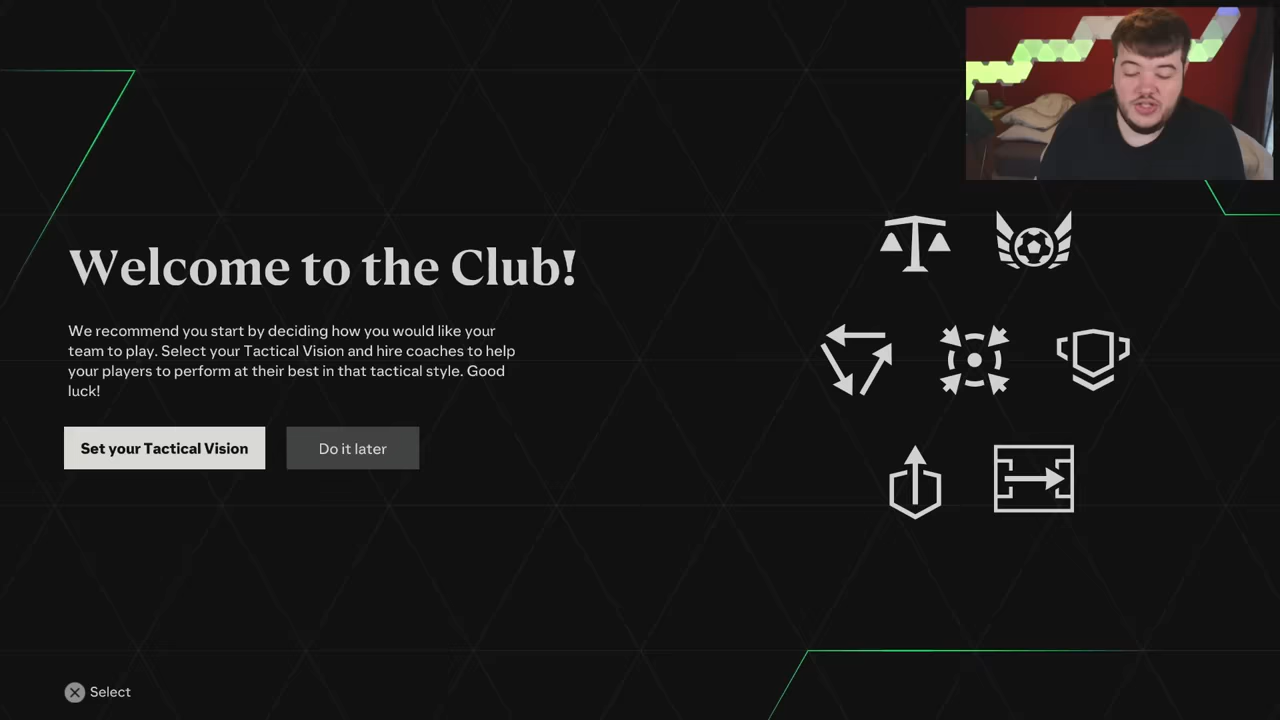 Welcome to the Club!
We recommend you start by deciding how you would like your
team to play. Select your Tactical Vision and hire coaches to help
your players to perform at their best in that tactical style. Good
luck!
Set your Tactical Vision
Do it later
Select